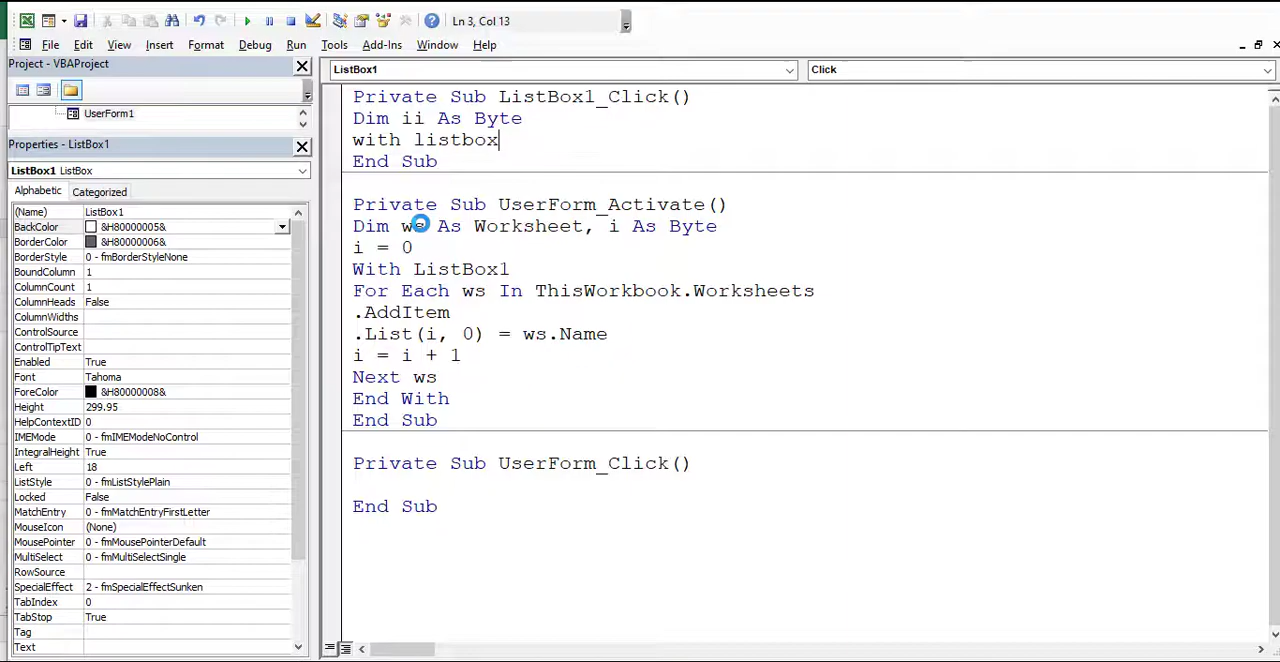 Ln 3, Col 13
File Edit View Insert Format Debug Run Tools Add-Ins Window Help
Project - VBAProject
UserForm1
Properties - ListBox1
ListBox1 ListBox
Alphabetic Categorized
(Name) ListBox1
BackColor &H80000005&
BorderColor &H80000006&
BorderStyle 0 - fmBorderStyleNone
BoundColumn 1
ColumnCount 1
ColumnHeads False
ColumnWidths
ControlSource
ControlTipText
Enabled True
Font Tahoma
ForeColor &H80000008&
Height 299.95
HelpContextID 0
IMEMode 0 - fmIMEModeNoControl
IntegralHeight True
Left 18
ListStyle 0 - fmListStylePlain
Locked False
MatchEntry 0 - fmMatchEntryFirstLetter
MouseIcon (None)
MousePointer 0 - fmMousePointerDefault
MultiSelect 0 - fmMultiSelectSingle
RowSource
SpecialEffect 2 - fmSpecialEffectSunken
TabIndex 0
TabStop True
Tag
Text
ListBox1 Click
Private Sub ListBox1_Click()
Dim ii As Byte
with listbox
End Sub
Private Sub UserForm_Activate()
Dim ws As Worksheet, i As Byte
i = 0
With ListBox1
For Each ws In ThisWorkbook.Worksheets
.AddItem
.List(i, 0) = ws.Name
i = i + 1
Next ws
End With
End Sub
Private Sub UserForm_Click()
End Sub